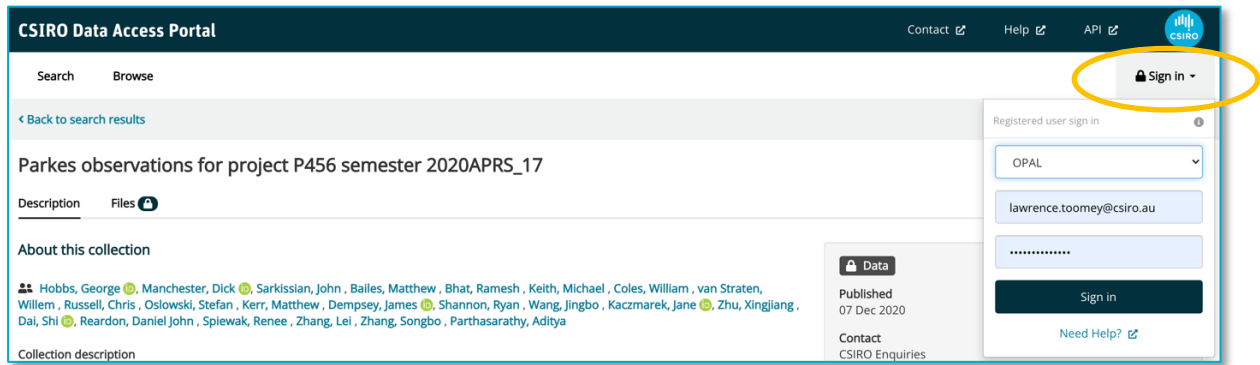 CSIRO Data Access Portal
Contact
Help
API
CSIRO
Search
Browse
Sign in
Back to search results
Registered user sign in
OPAL
lawrence.toomey@csiro.au
••••••••••••••
Sign in
Need Help?
Parkes observations for project P456 semester 2020APRS_17
Description
Files
About this collection
Hobbs, George iD, Manchester, Dick iD, Sarkissian, John , Bailes, Matthew , Bhat, Ramesh , Keith, Michael , Coles, William , van Straten,
Willem , Russell, Chris , Oslowski, Stefan , Kerr, Matthew , Dempsey, James iD, Shannon, Ryan , Wang, Jingbo , Kaczmarek, Jane iD, Zhu, Xingjiang ,
Dai, Shi iD, Reardon, Daniel John , Spiewak, Renee , Zhang, Lei , Zhang, Songbo , Parthasarathy, Aditya
Collection description
Data
Published
07 Dec 2020
Contact
CSIRO Enquiries